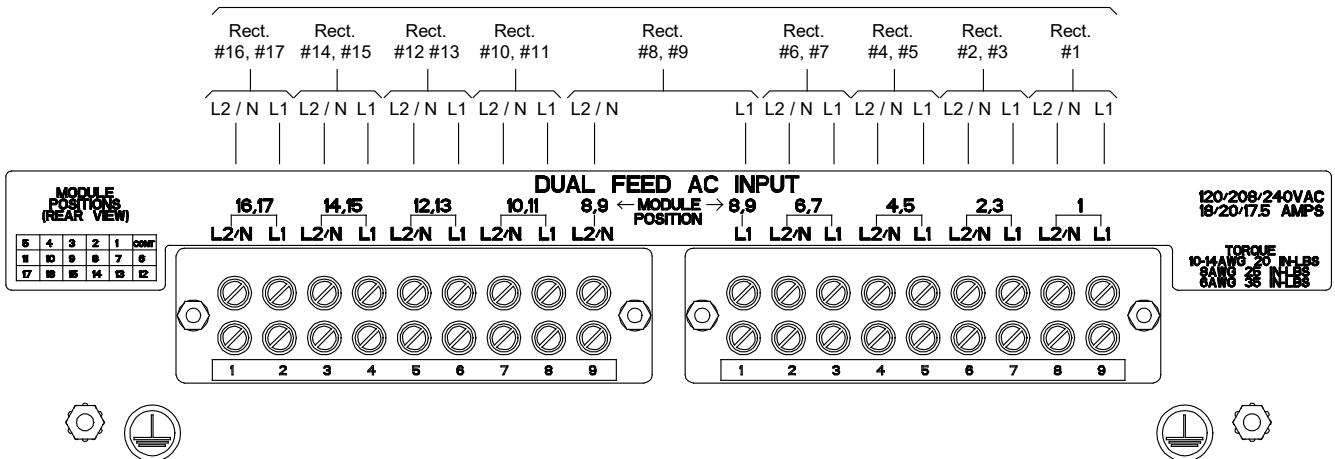 Rect. Rect. Rect. Rect. Rect. Rect. Rect. Rect. Rect.
#16, #17 #14, #15 #12 #13 #10, #11 #8, #9 #6, #7 #4, #5 #2, #3 #1
L2 / N L1 L2 / N L1 L2 / N L1 L2 / N L1 L2 / N L1 L2 / N L1 L2 / N L1 L2 / N L1 L2 / N L1
DUAL FEED AC INPUT
MODULE
POSITIONS
(REAR VIEW)
5 4 3 2 1 CONT
11 10 9 8 7 6
17 16 15 14 13 12
16,17 14,15 12,13 10,11 8,9 ← MODULE → 8,9 6,7 4,5 2,3 1
POSITION
L2/N L1 L2/N L1 L2/N L1 L2/N L1 L2/N L1 L2/N L1 L2/N L1 L2/N L1 L2/N L1
120/208/240VAC
18/20/17.5 AMPS
TORQUE
10-14AWG 20 IN-LBS
8AWG 25 IN-LBS
6AWG 35 IN-LBS
1 2 3 4 5 6 7 8 9
1 2 3 4 5 6 7 8 9